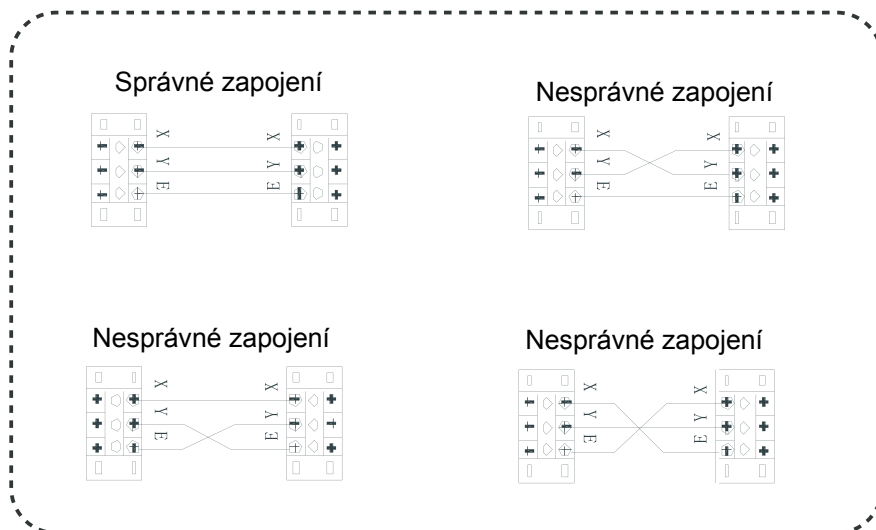 Správné zapojení
X X
Y Y
E E
Nesprávné zapojení
X X
Y Y
E E
Nesprávné zapojení
X X
Y Y
E E
Nesprávné zapojení
X X
Y Y
E E